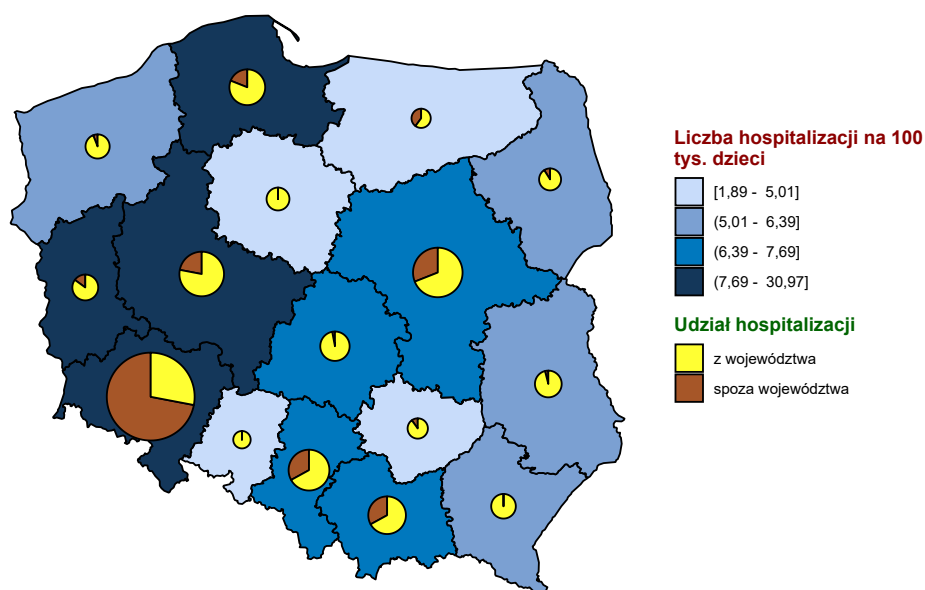 Liczba hospitalizacji na 100
tys. dzieci
[1,89 - 5,01]
(5,01 - 6,39]
(6,39 - 7,69]
(7,69 - 30,97]
Udział hospitalizacji
z województwa
spoza województwa